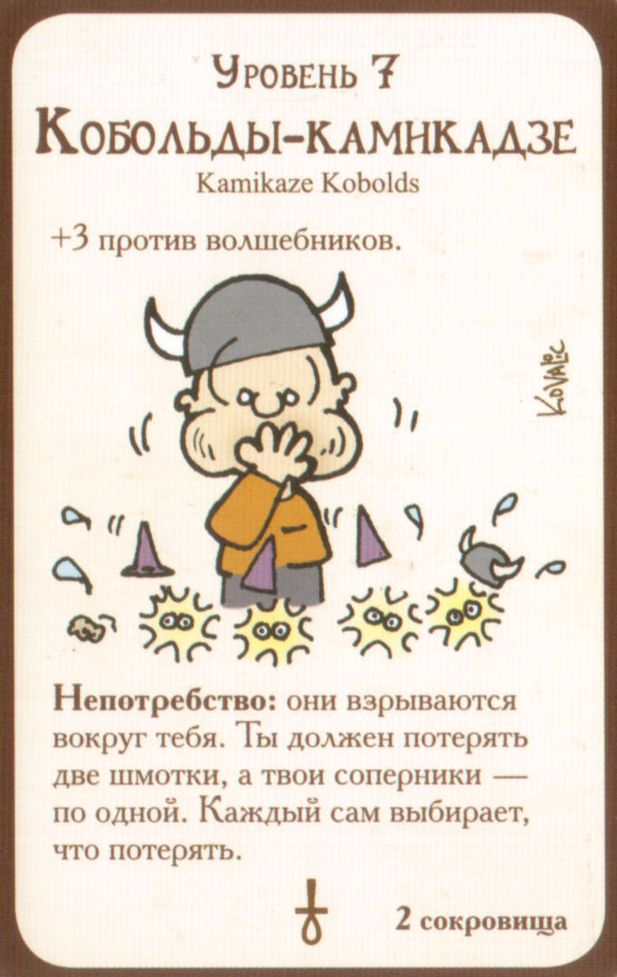 Уровень 7
Кобольды-камикадзе
Kamikaze Kobolds
+3 против волшебников.
Kovalic
Непотребство: они взрываются
вокруг тебя. Ты должен потерять
две шмотки, а твои соперники —
по одной. Каждый сам выбирает,
что потерять.
2 сокровища